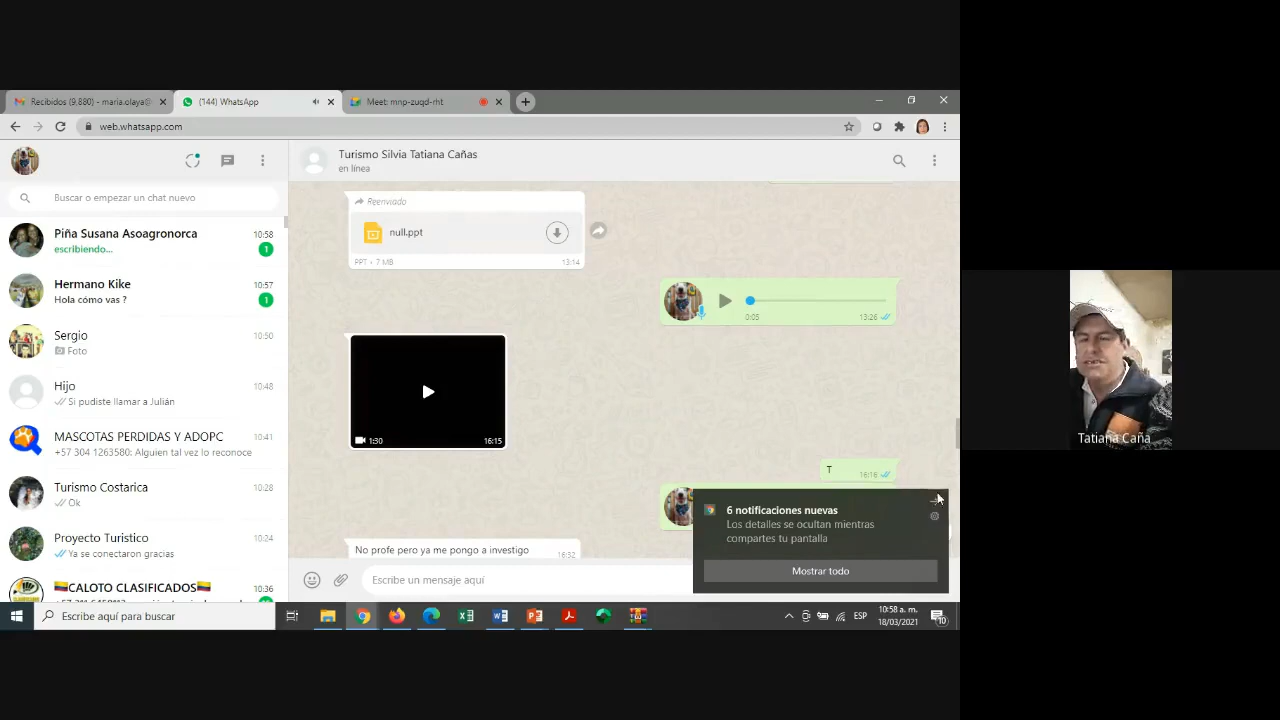 Recibidos (9,880) - maria.olaya@
(144) WhatsApp
Meet: mnp-zuqd-rht
web.whatsapp.com
Turismo Silvia Tatiana Cañas
en línea
Buscar o empezar un chat nuevo
Piña Susana Asoagronorca 10:58
escribiendo... 1
Hermano Kike 10:57
Hola cómo vas ? 1
Sergio 10:50
Foto
Hijo 10:48
Si pudiste llamar a Julián
MASCOTAS PERDIDAS Y ADOPC 10:41
+57 304 1263580: Alguien tal vez lo reconoce
Turismo Costarica 10:28
Ok
Proyecto Turistico 10:24
Ya se conectaron gracias
CALOTO CLASIFICADOS 10:36
Reenviado
null.ppt
PPT • 7 MB 13:14
0:05 13:26
1:30 16:15
T 16:16
No profe pero ya me pongo a investigo 16:32
Escribe un mensaje aquí
6 notificaciones nuevas
Los detalles se ocultan mientras
compartes tu pantalla
Mostrar todo
Escribe aquí para buscar
ESP
10:58 a. m.
18/03/2021
10
Tatiana Caña